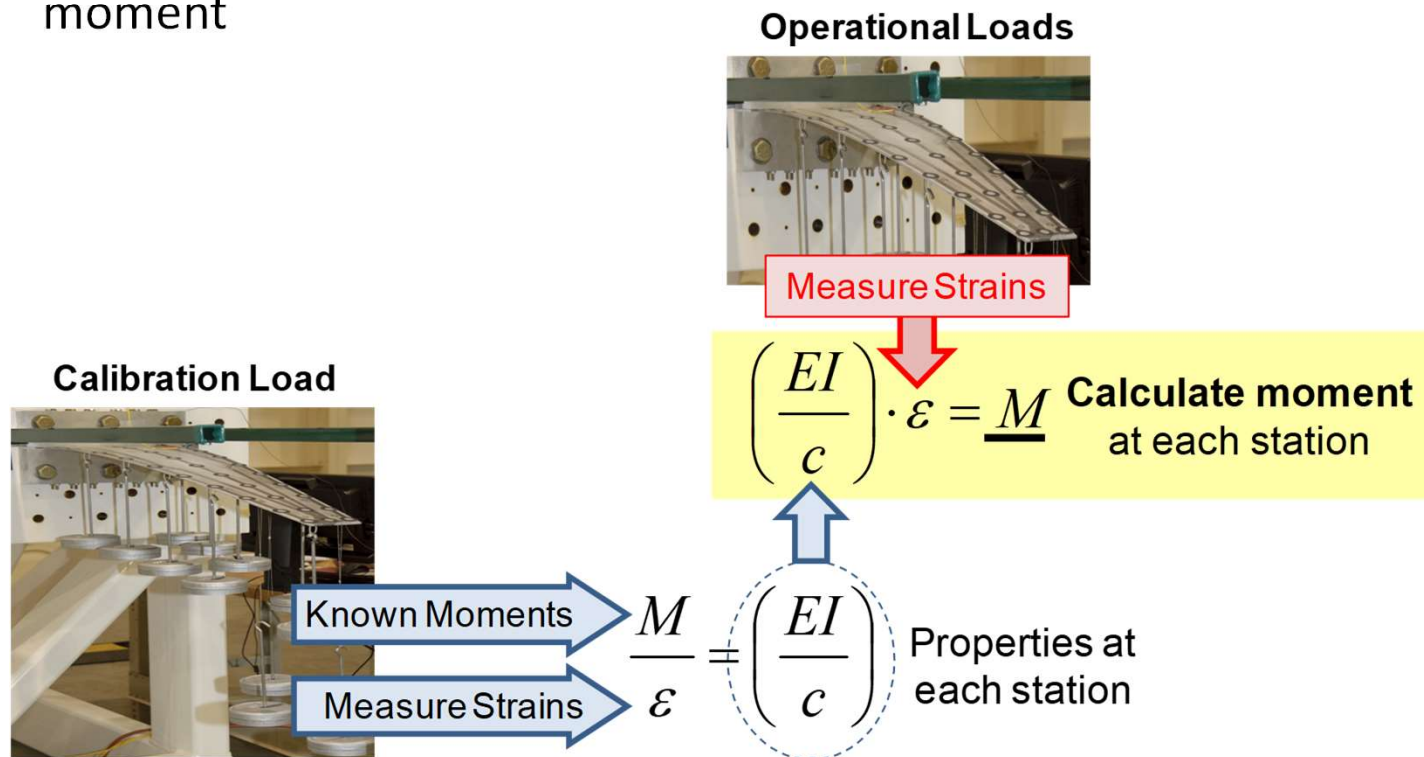 moment
Operational Loads
Measure Strains
(EI/c) · ε = M
Calculate moment
at each station
Calibration Load
Known Moments
Measure Strains
M/ε = (EI/c)
Properties at
each station